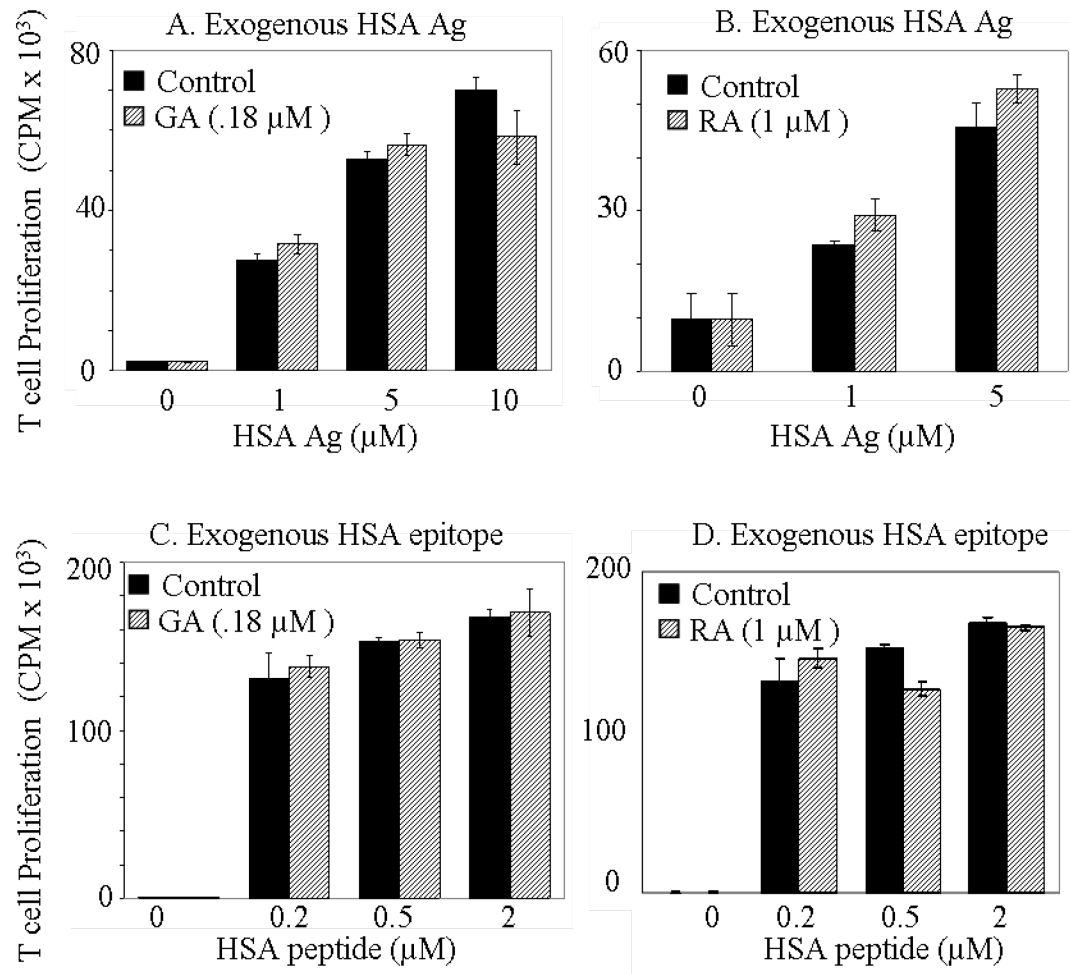 A. Exogenous HSA Ag
T cell Proliferation (CPM x 10³)
80
40
0
Control
GA (.18 µM )
0 1 5 10
HSA Ag (µM)
B. Exogenous HSA Ag
60
30
0
Control
RA (1 µM )
0 1 5
HSA Ag (µM)
C. Exogenous HSA epitope
T cell Proliferation (CPM x 10³)
200
100
0
Control
GA (.18 µM )
0 0.2 0.5 2
HSA peptide (µM)
D. Exogenous HSA epitope
200
100
0
Control
RA (1 µM )
0 0.2 0.5 2
HSA peptide (µM)